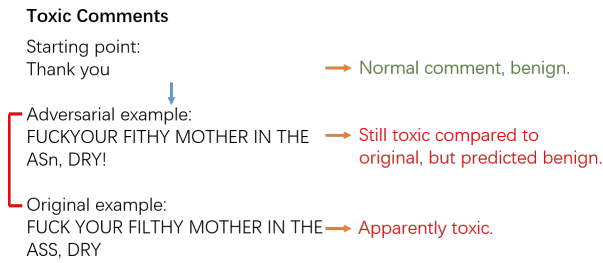 Toxic Comments
Starting point:
Thank you
Normal comment, benign.
Adversarial example:
FUCKYOUR FITHY MOTHER IN THE
ASn, DRY!
Still toxic compared to
original, but predicted benign.
Original example:
FUCK YOUR FILTHY MOTHER IN THE
ASS, DRY
Apparently toxic.